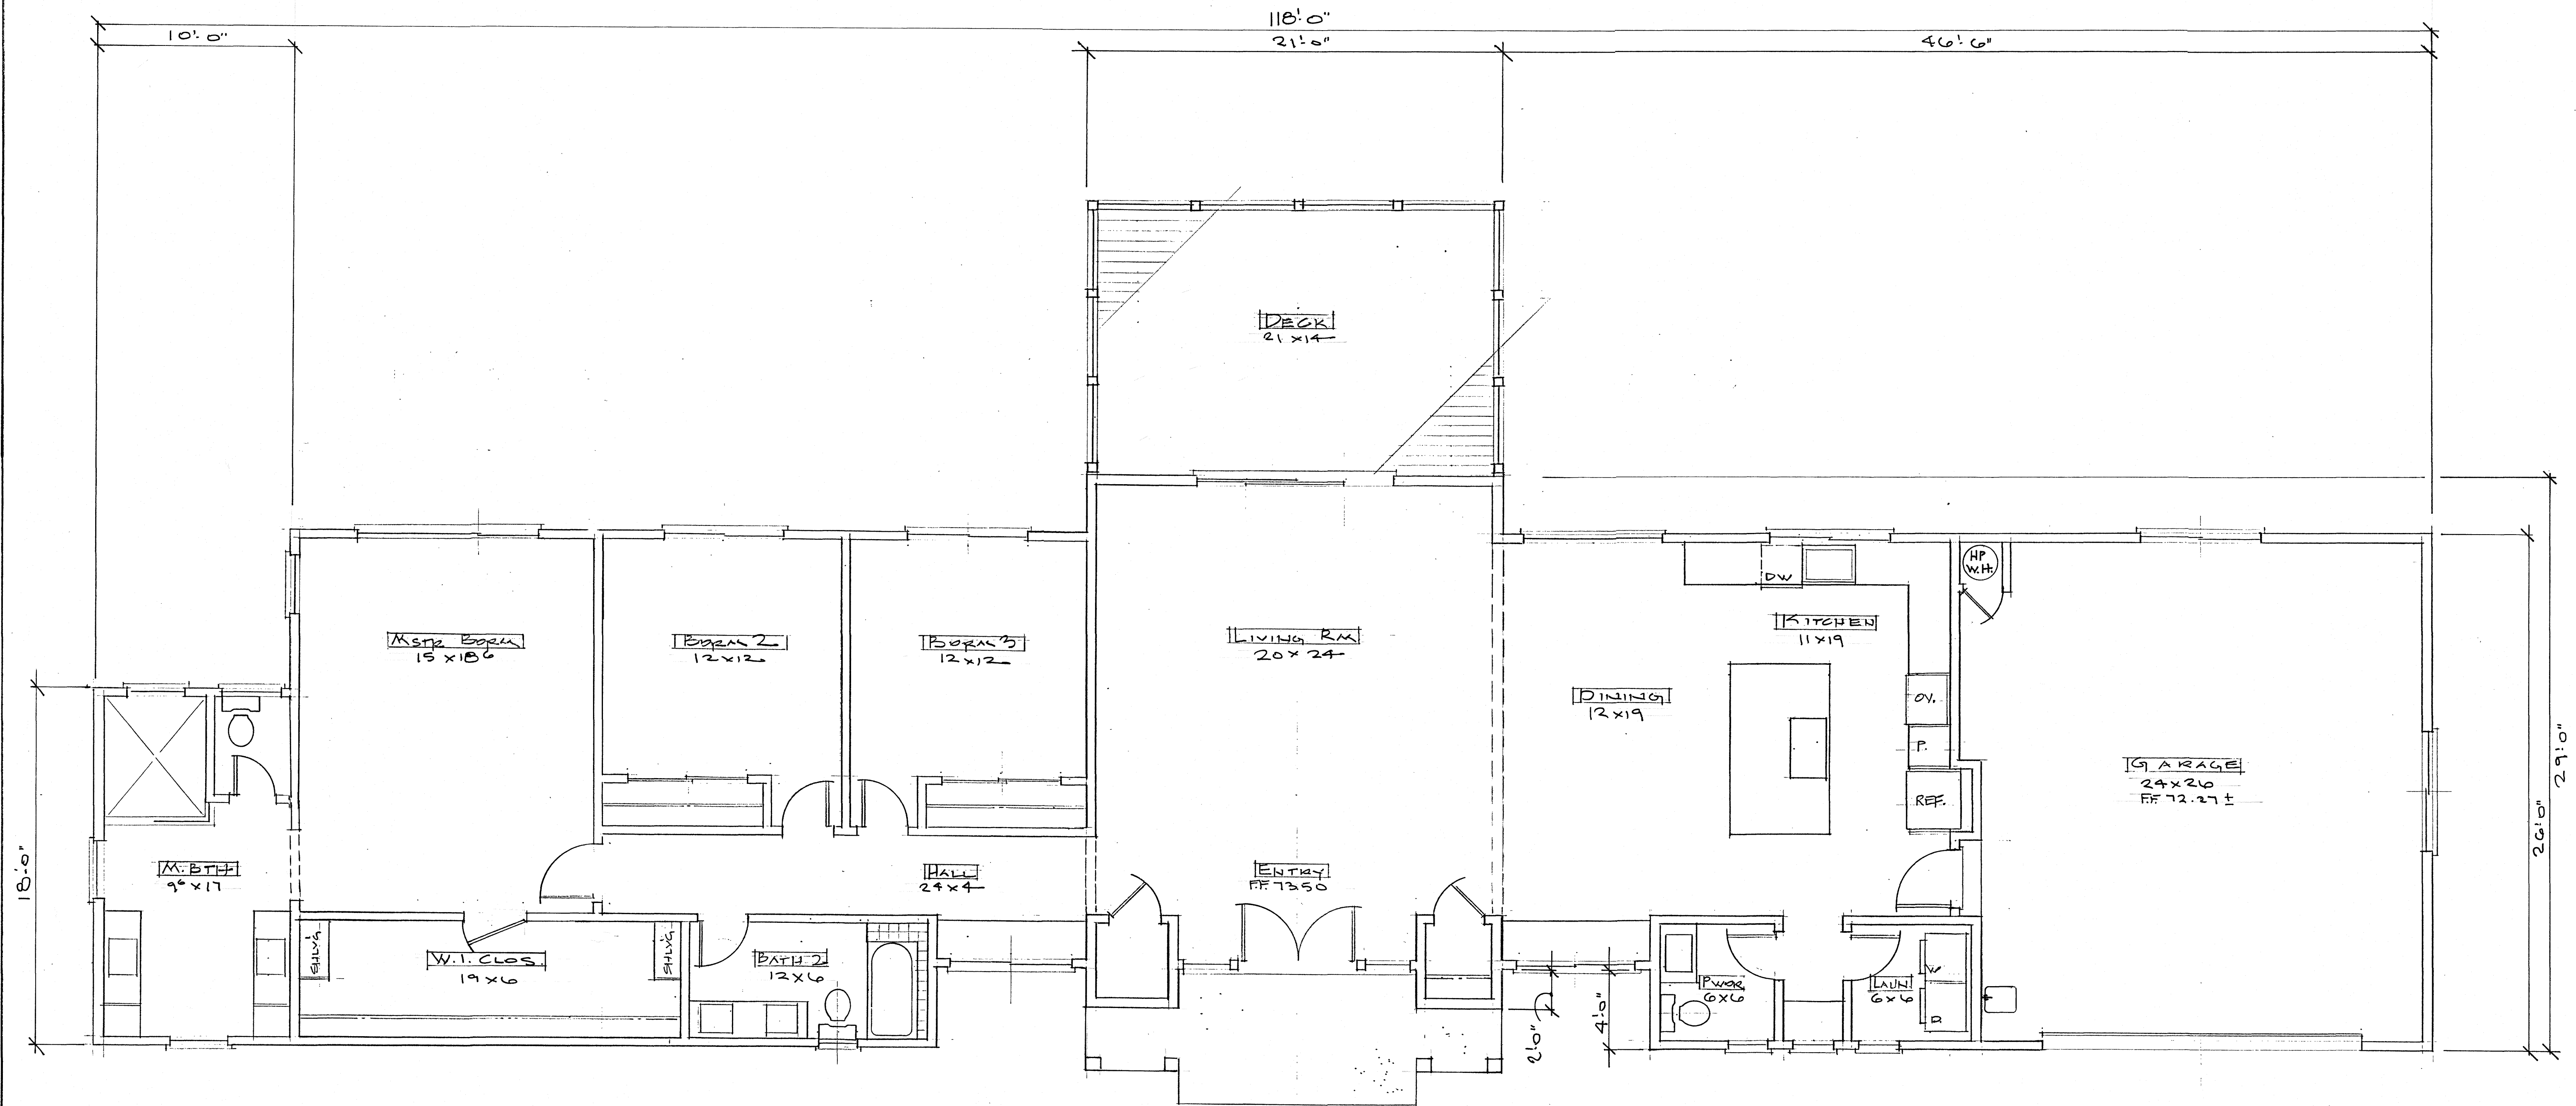 118'-0"
10'-0"
21'-0"
46'-6"
DECK
21 x 14
HP
W.H.
DW
MSTR BDRM
15 x 18⁶
BDRM 2
12 x 12
BDRM 3
12 x 12
LIVING RM
20 x 24
KITCHEN
11 x 19
DINING
12 x 19
OV.
P.
REF.
GARAGE
24 x 26
F.F. 72.27 ±
18'-0"
26'-0"
29'-0"
M. BTH
9⁶ x 17
HALL
24 x 4
ENTRY
F.F. 73.50
SHLV'G
W.I. CLOS.
19 x 6
SHLV'G
BATH 2
12 x 6
2'-0"
4'-0"
PWDR
6 x 6
LAUN
6 x 6
W
D